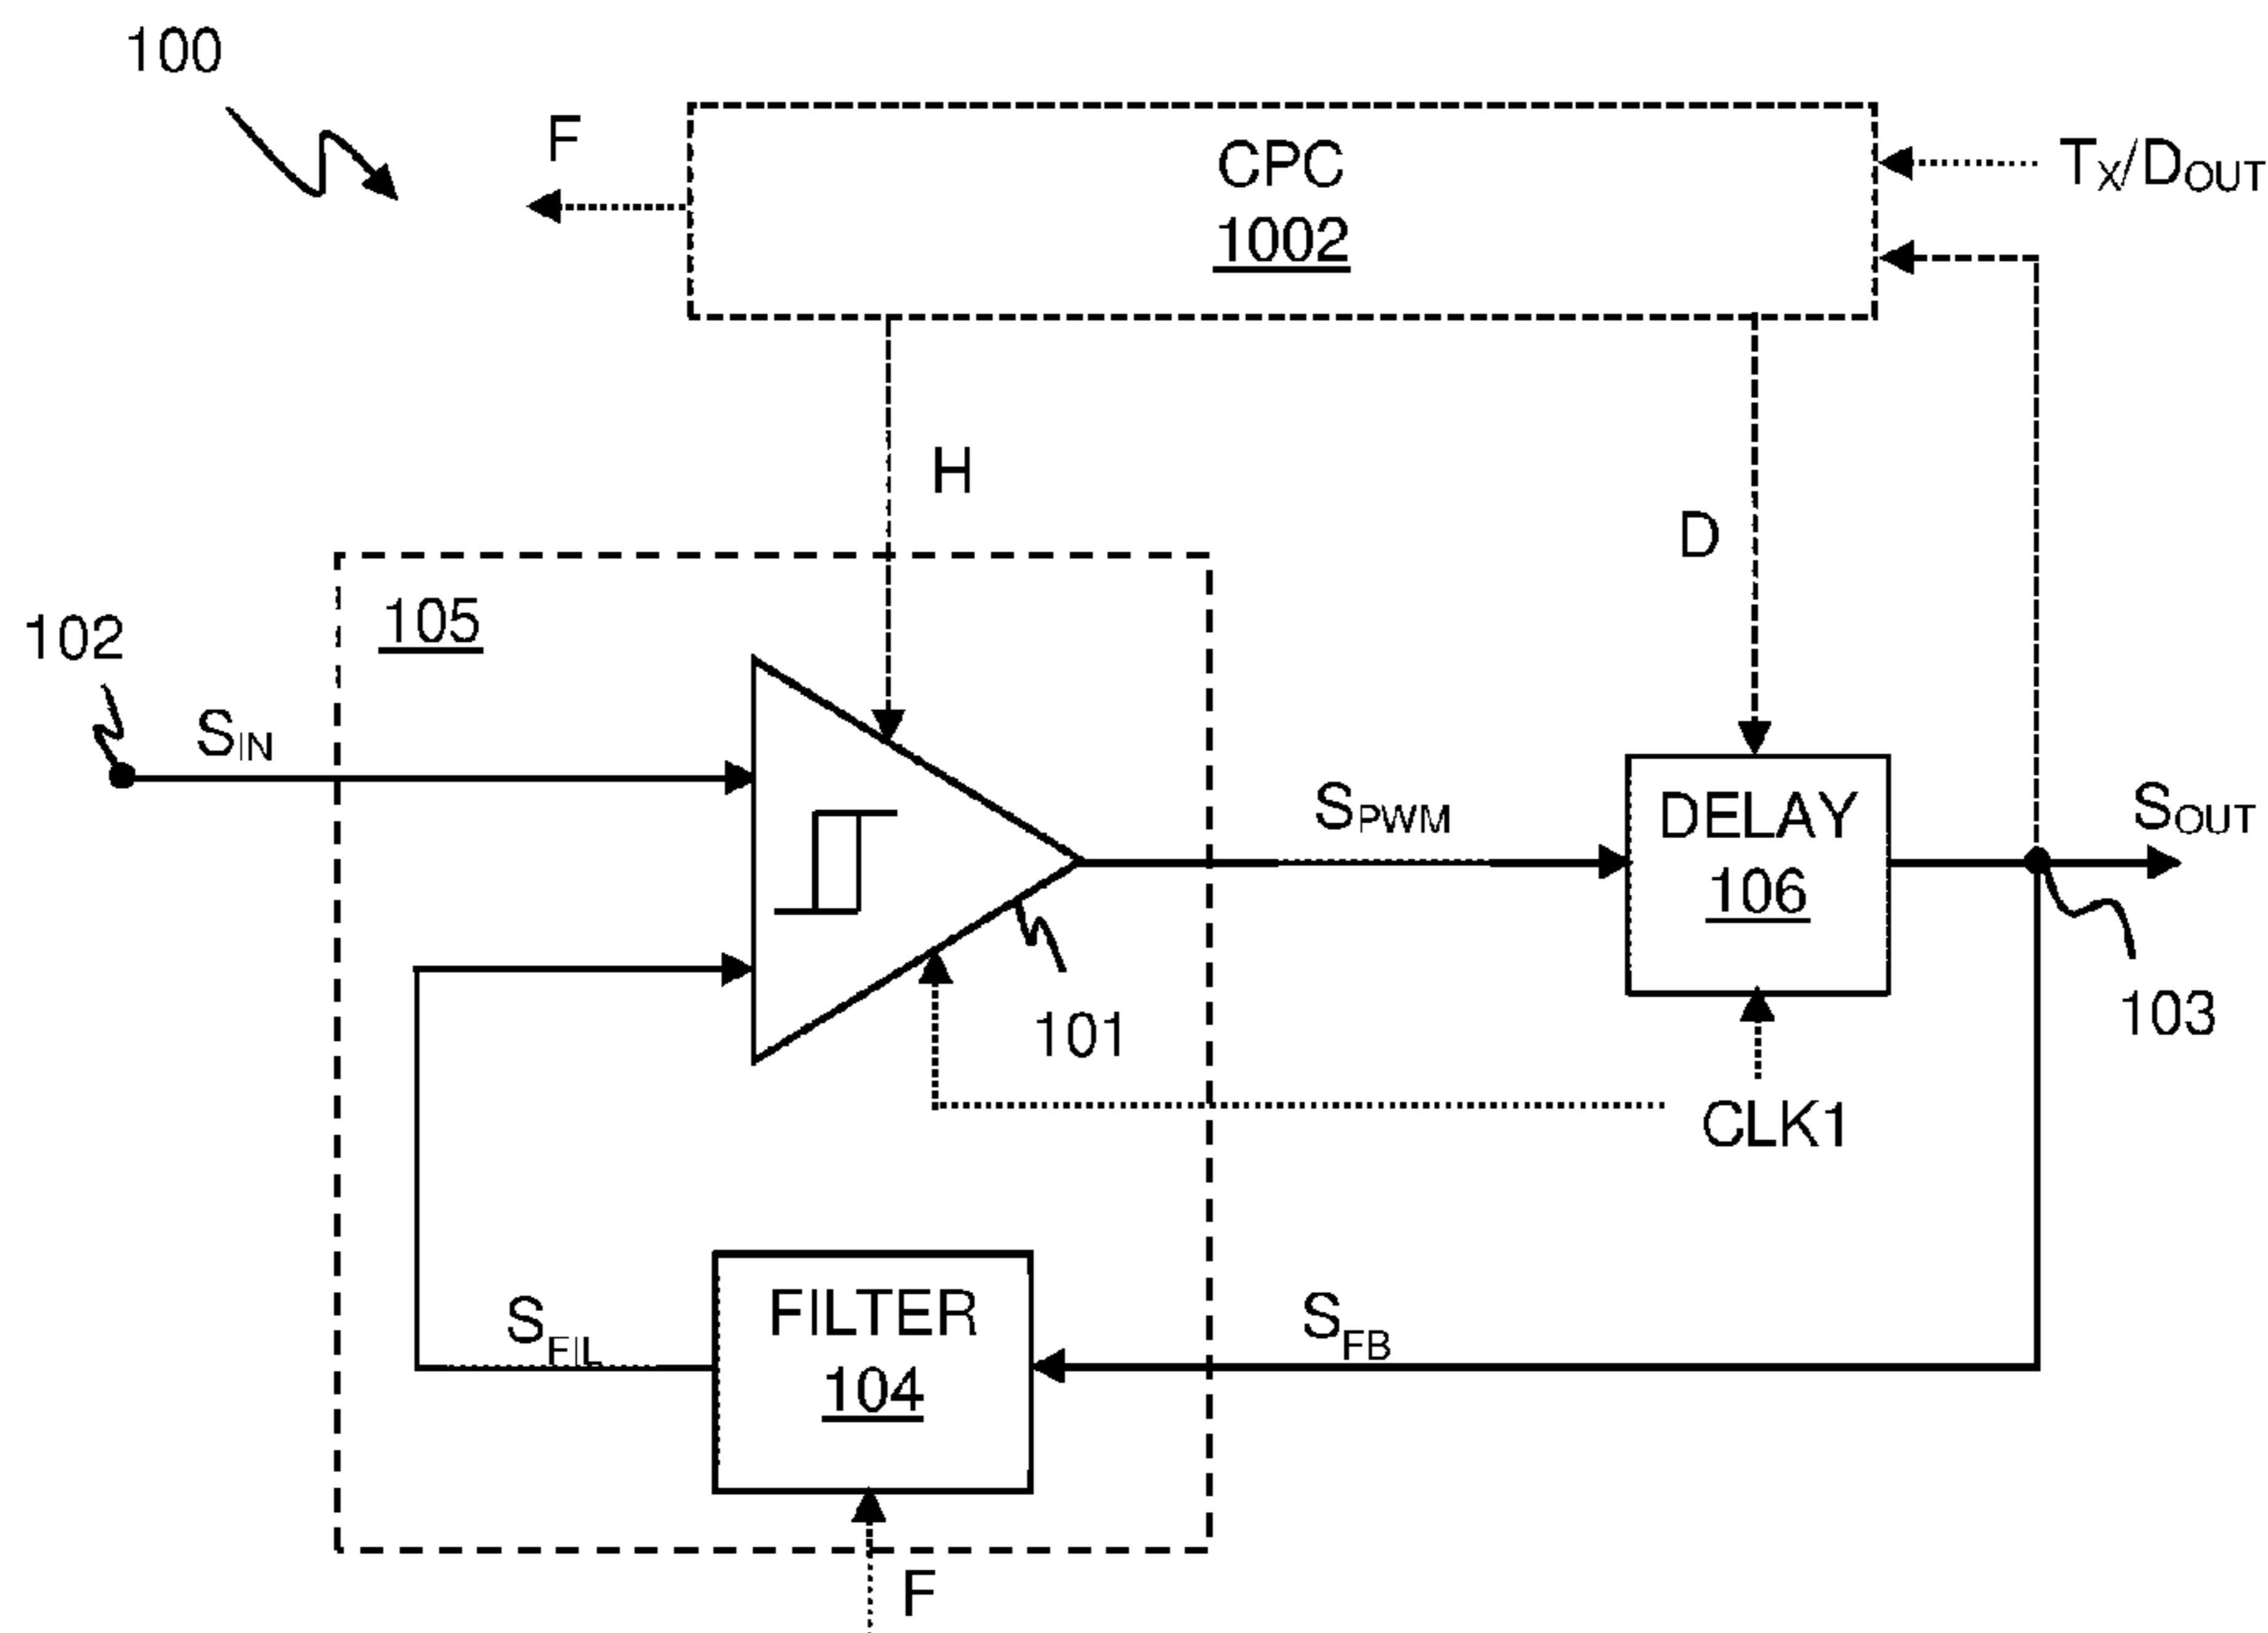 100
F
CPC
1002
TX/DOUT
H
D
102
105
SIN
SPWM
DELAY
106
SOUT
101
103
CLK1
SFIL
FILTER
104
SFB
F